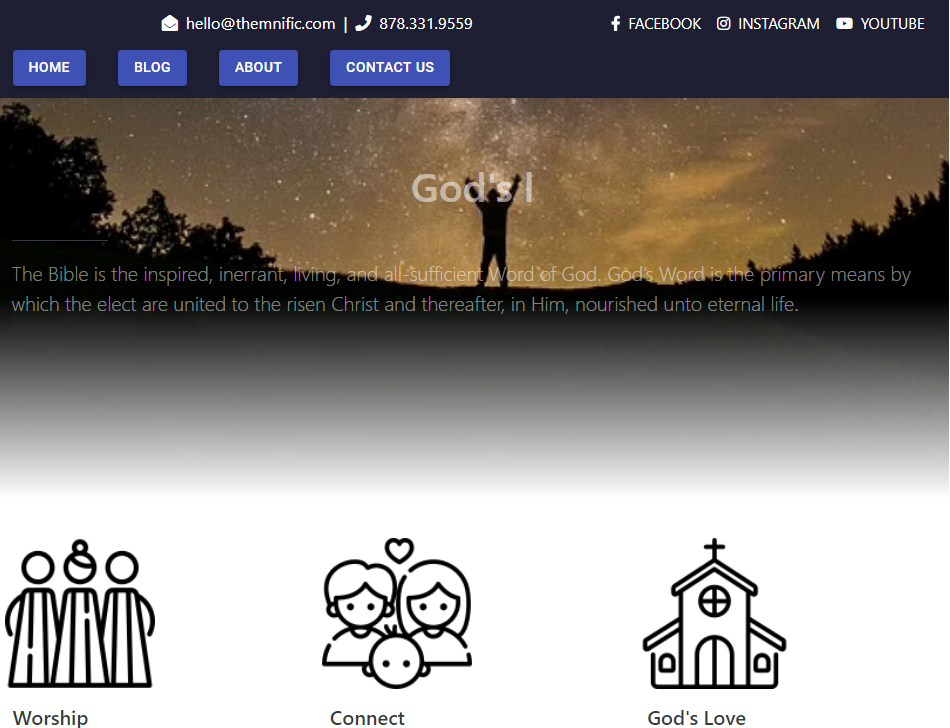 hello@themnific.com | 878.331.9559 FACEBOOK INSTAGRAM YOUTUBE
HOME BLOG ABOUT CONTACT US
God's l
The Bible is the inspired, inerrant, living, and all-sufficient Word of God. God's Word is the primary means by
which the elect are united to the risen Christ and thereafter, in Him, nourished unto eternal life.
Worship Connect God's Love